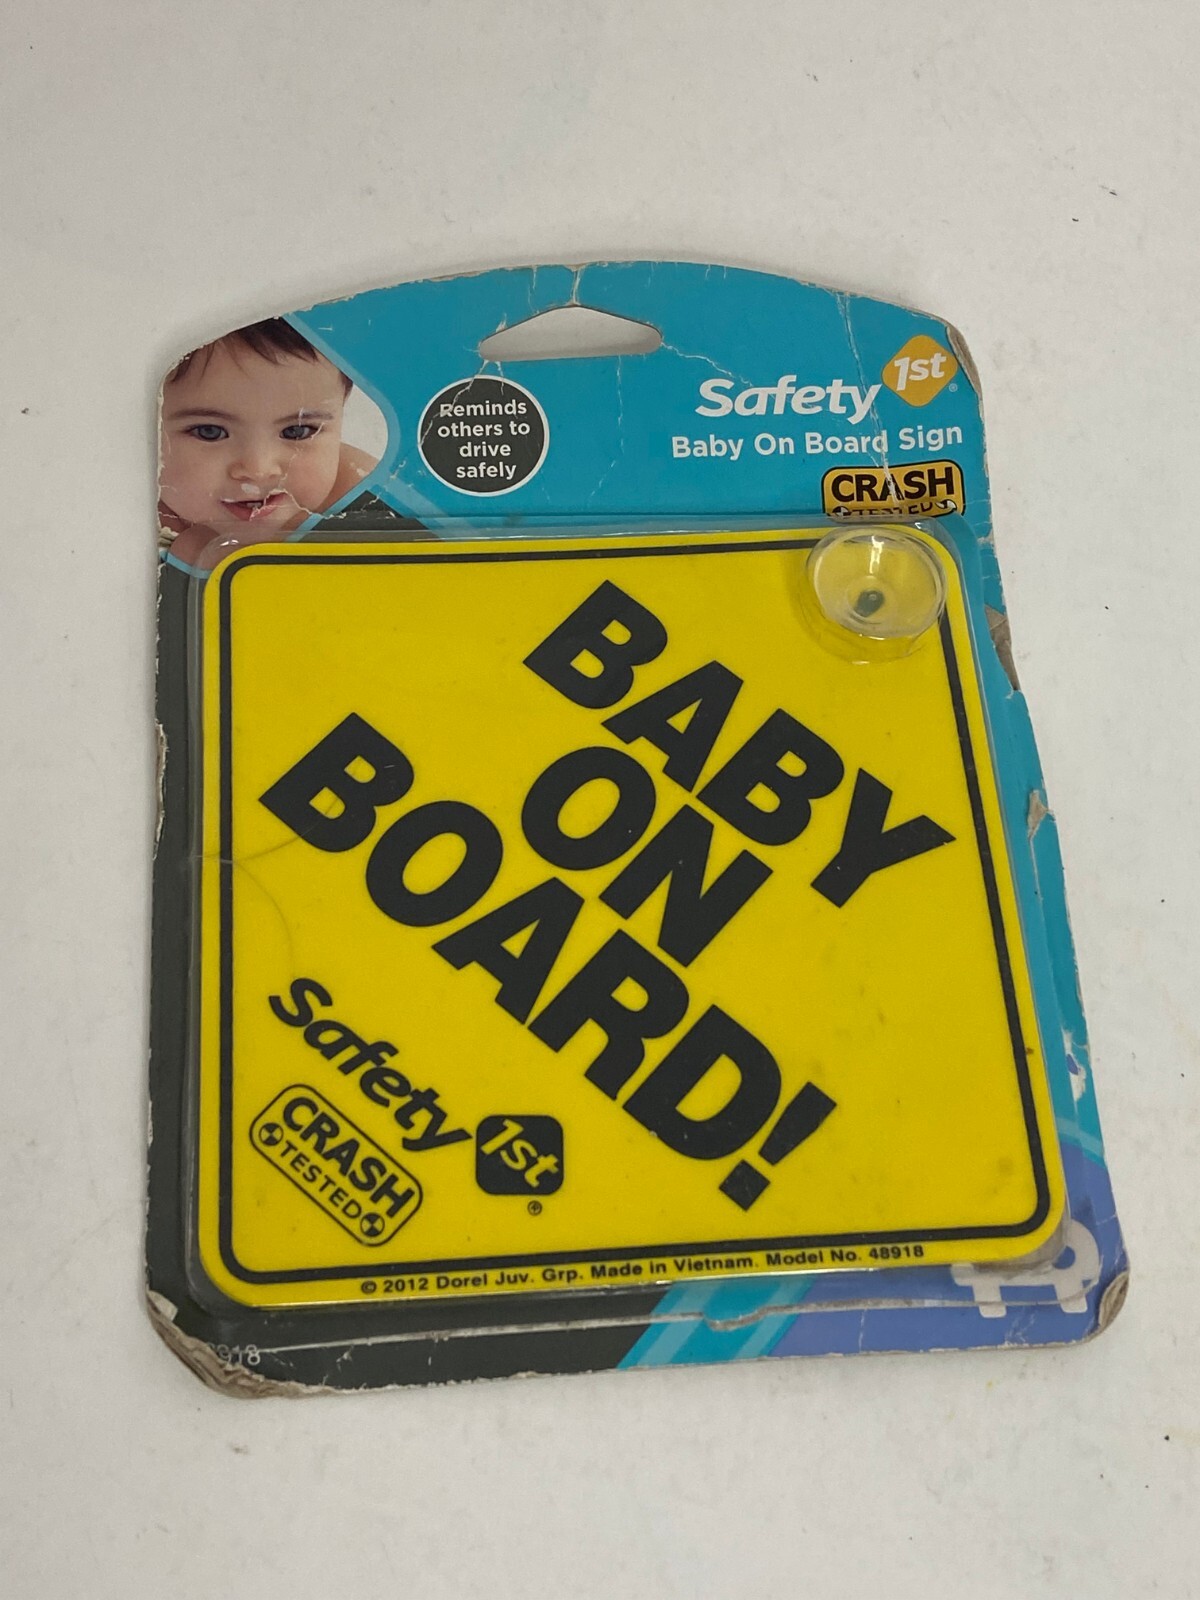 Reminds
others to
drive
safely
Safety 1st®
Baby On Board Sign
CRASH
TESTED
BABY
ON
BOARD!
Safety 1st®
CRASH
TESTED
© 2012 Dorel Juv. Grp. Made in Vietnam. Model No. 48918